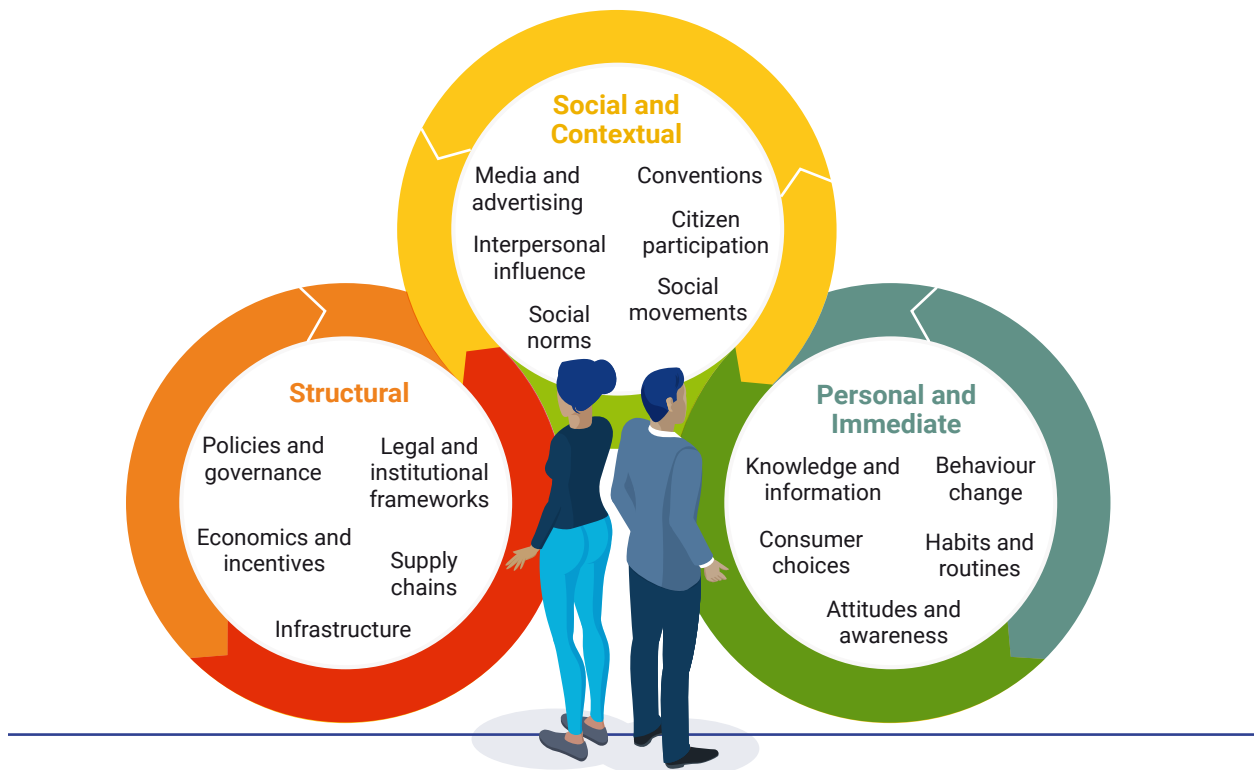 Social and
Contextual
Media and
advertising
Conventions
Citizen
participation
Interpersonal
influence
Social
movements
Social
norms
Structural
Policies and
governance
Legal and
institutional
frameworks
Economics and
incentives
Supply
chains
Infrastructure
Personal and
Immediate
Knowledge and
information
Behaviour
change
Consumer
choices
Habits and
routines
Attitudes and
awareness